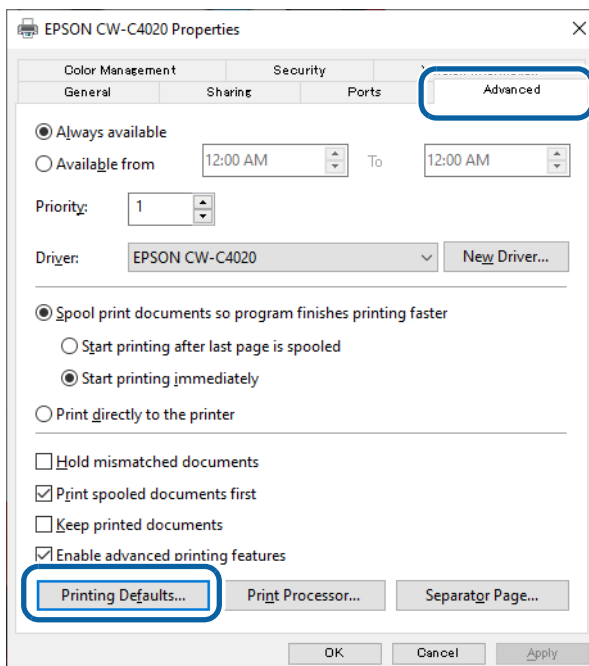 EPSON CW-C4020 Properties
Color Management Security
General Sharing Ports Advanced
Always available
Available from 12:00 AM To 12:00 AM
Priority: 1
Driver: EPSON CW-C4020 New Driver...
Spool print documents so program finishes printing faster
Start printing after last page is spooled
Start printing immediately
Print directly to the printer
Hold mismatched documents
Print spooled documents first
Keep printed documents
Enable advanced printing features
Printing Defaults... Print Processor... Separator Page...
OK Cancel Apply